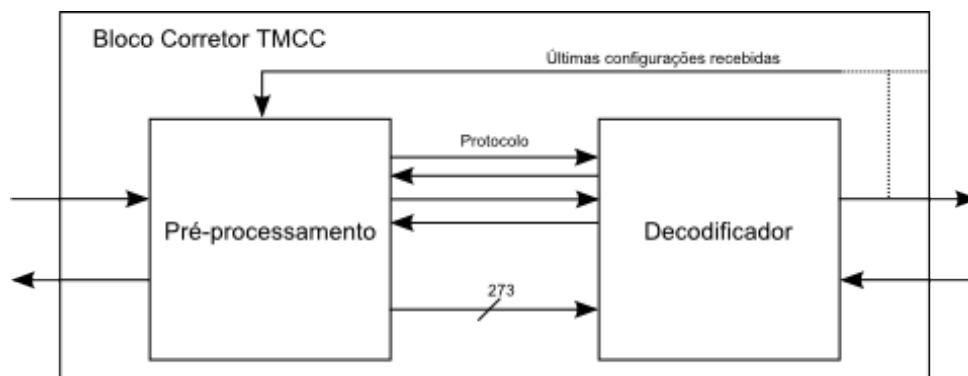 Bloco Corretor TMCC
Últimas configurações recebidas
Protocolo
Pré-processamento
Decodificador
273